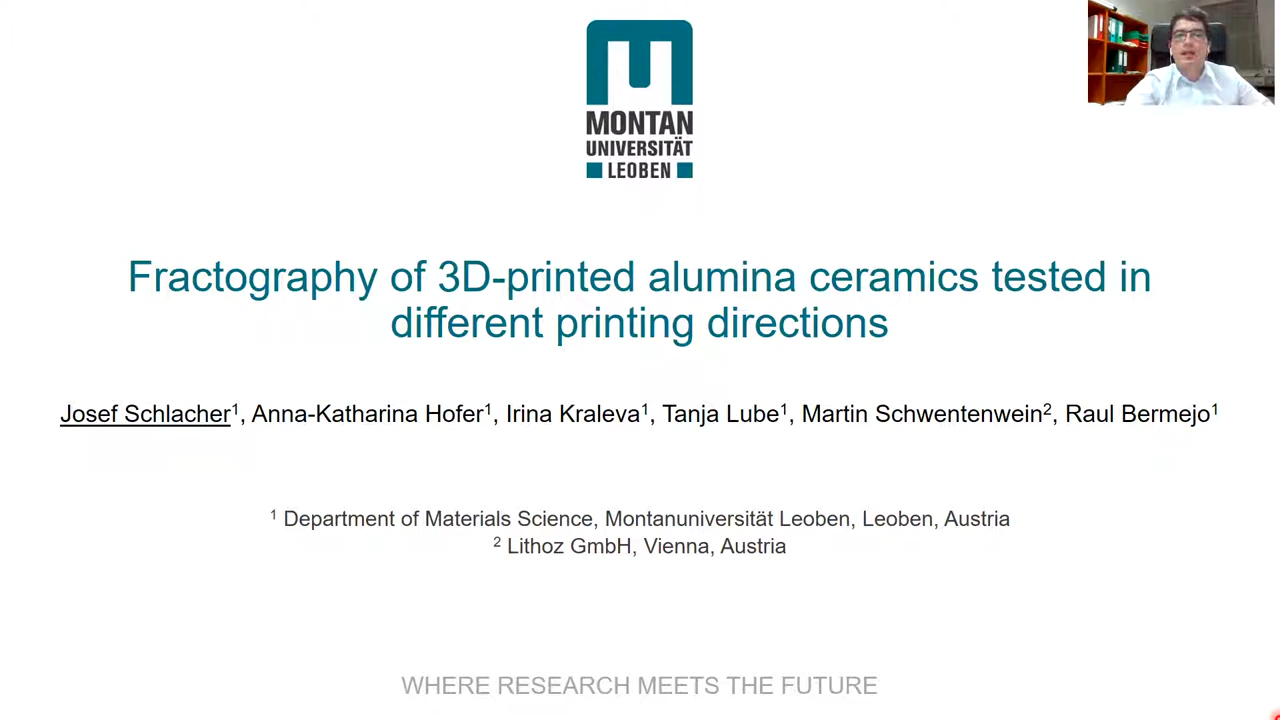 MONTAN
UNIVERSITÄT
LEOBEN
Fractography of 3D-printed alumina ceramics tested in
different printing directions
Josef Schlacher¹, Anna-Katharina Hofer¹, Irina Kraleva¹, Tanja Lube¹, Martin Schwentenwein², Raul Bermejo¹
¹ Department of Materials Science, Montanuniversität Leoben, Leoben, Austria
² Lithoz GmbH, Vienna, Austria
WHERE RESEARCH MEETS THE FUTURE